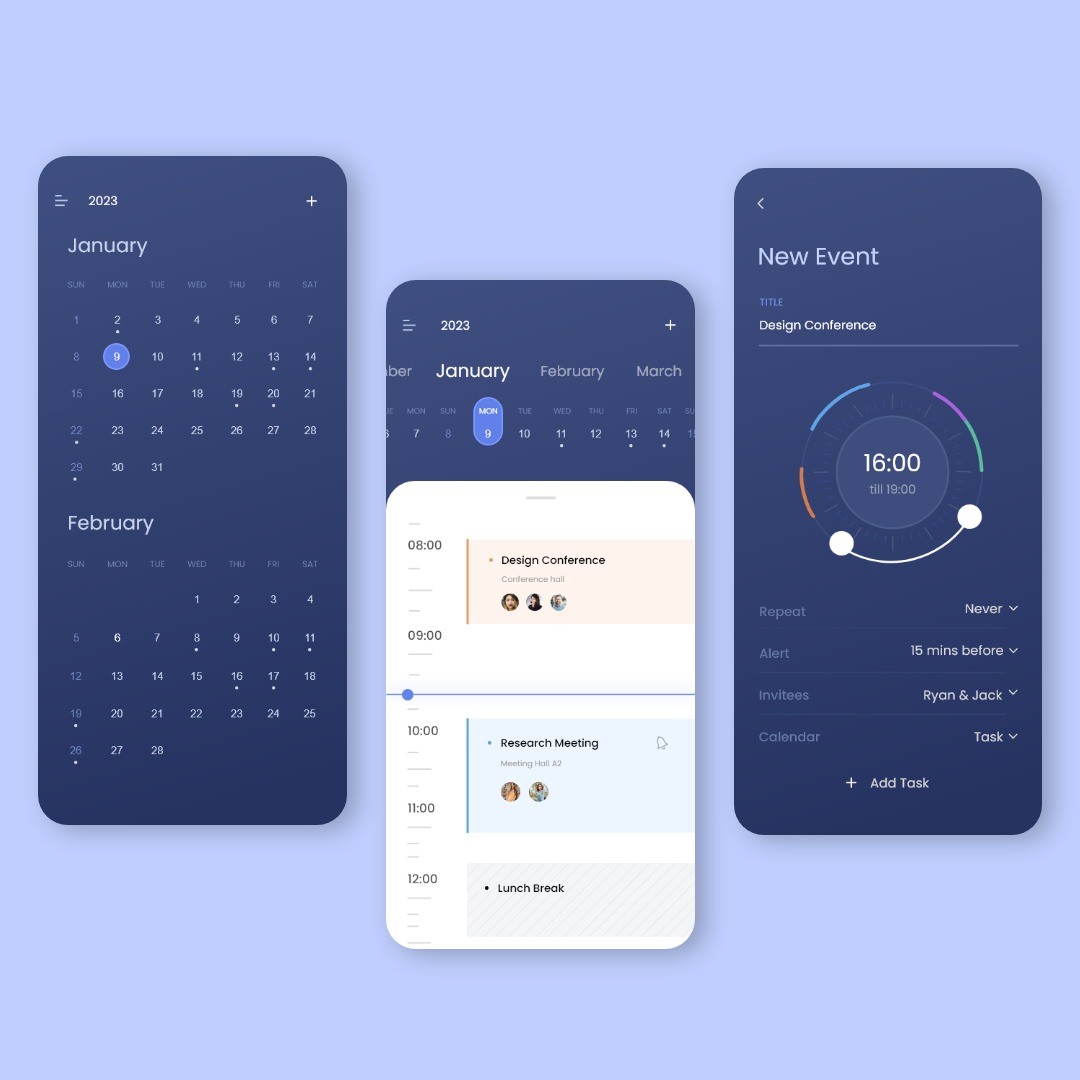 2023 +
January
SUN MON TUE WED THU FRI SAT
1 2 3 4 5 6 7
8 9 10 11 12 13 14
15 16 17 18 19 20 21
22 23 24 25 26 27 28
29 30 31
February
SUN MON TUE WED THU FRI SAT
1 2 3 4
5 6 7 8 9 10 11
12 13 14 15 16 17 18
19 20 21 22 23 24 25
26 27 28
2023 +
ber January February March
UE MON SUN MON TUE WED THU FRI SAT SU
6 7 8 9 10 11 12 13 14 15
08:00
Design Conference
Conference hall
09:00
10:00
Research Meeting
Meeting Hall A2
11:00
12:00
Lunch Break
New Event
TITLE
Design Conference
16:00
till 19:00
Repeat Never
Alert 15 mins before
Invitees Ryan & Jack
Calendar Task
+ Add Task